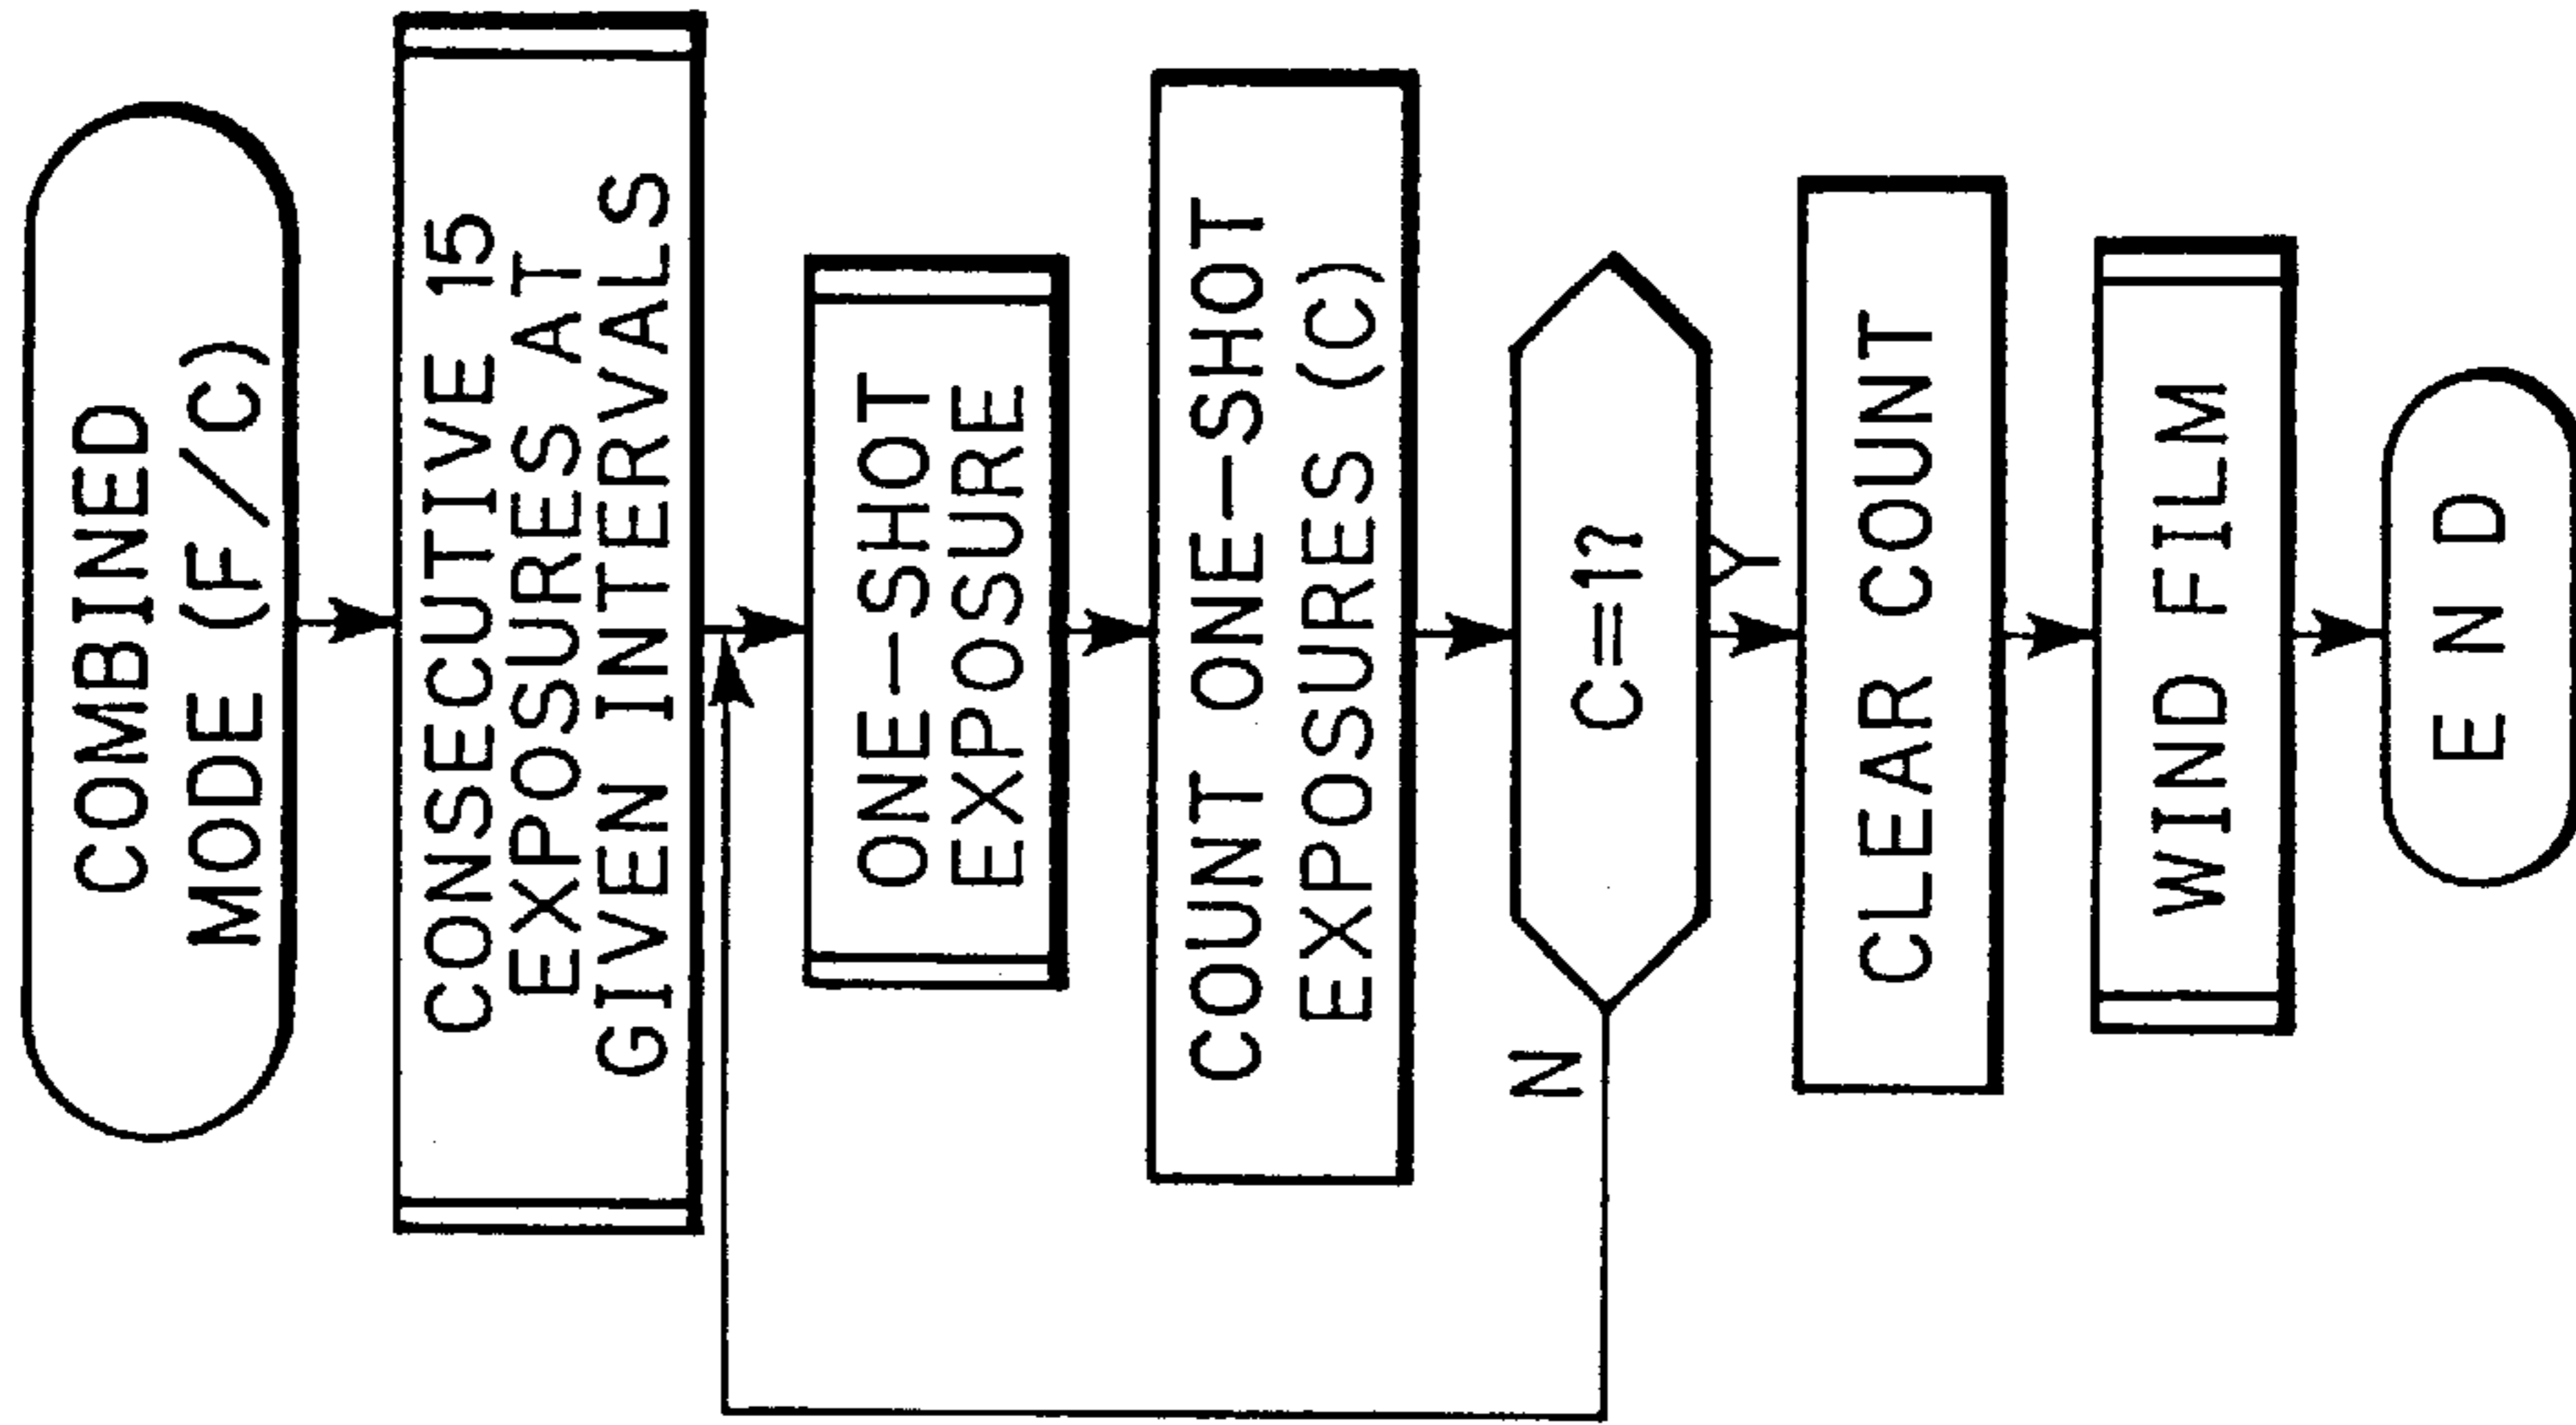 COMBINED
MODE (F/C)
CONSECUTIVE 15
EXPOSURES AT
GIVEN INTERVALS
ONE-SHOT
EXPOSURE
COUNT ONE-SHOT
EXPOSURES (C)
C=1?
N
Y
CLEAR COUNT
WIND FILM
END